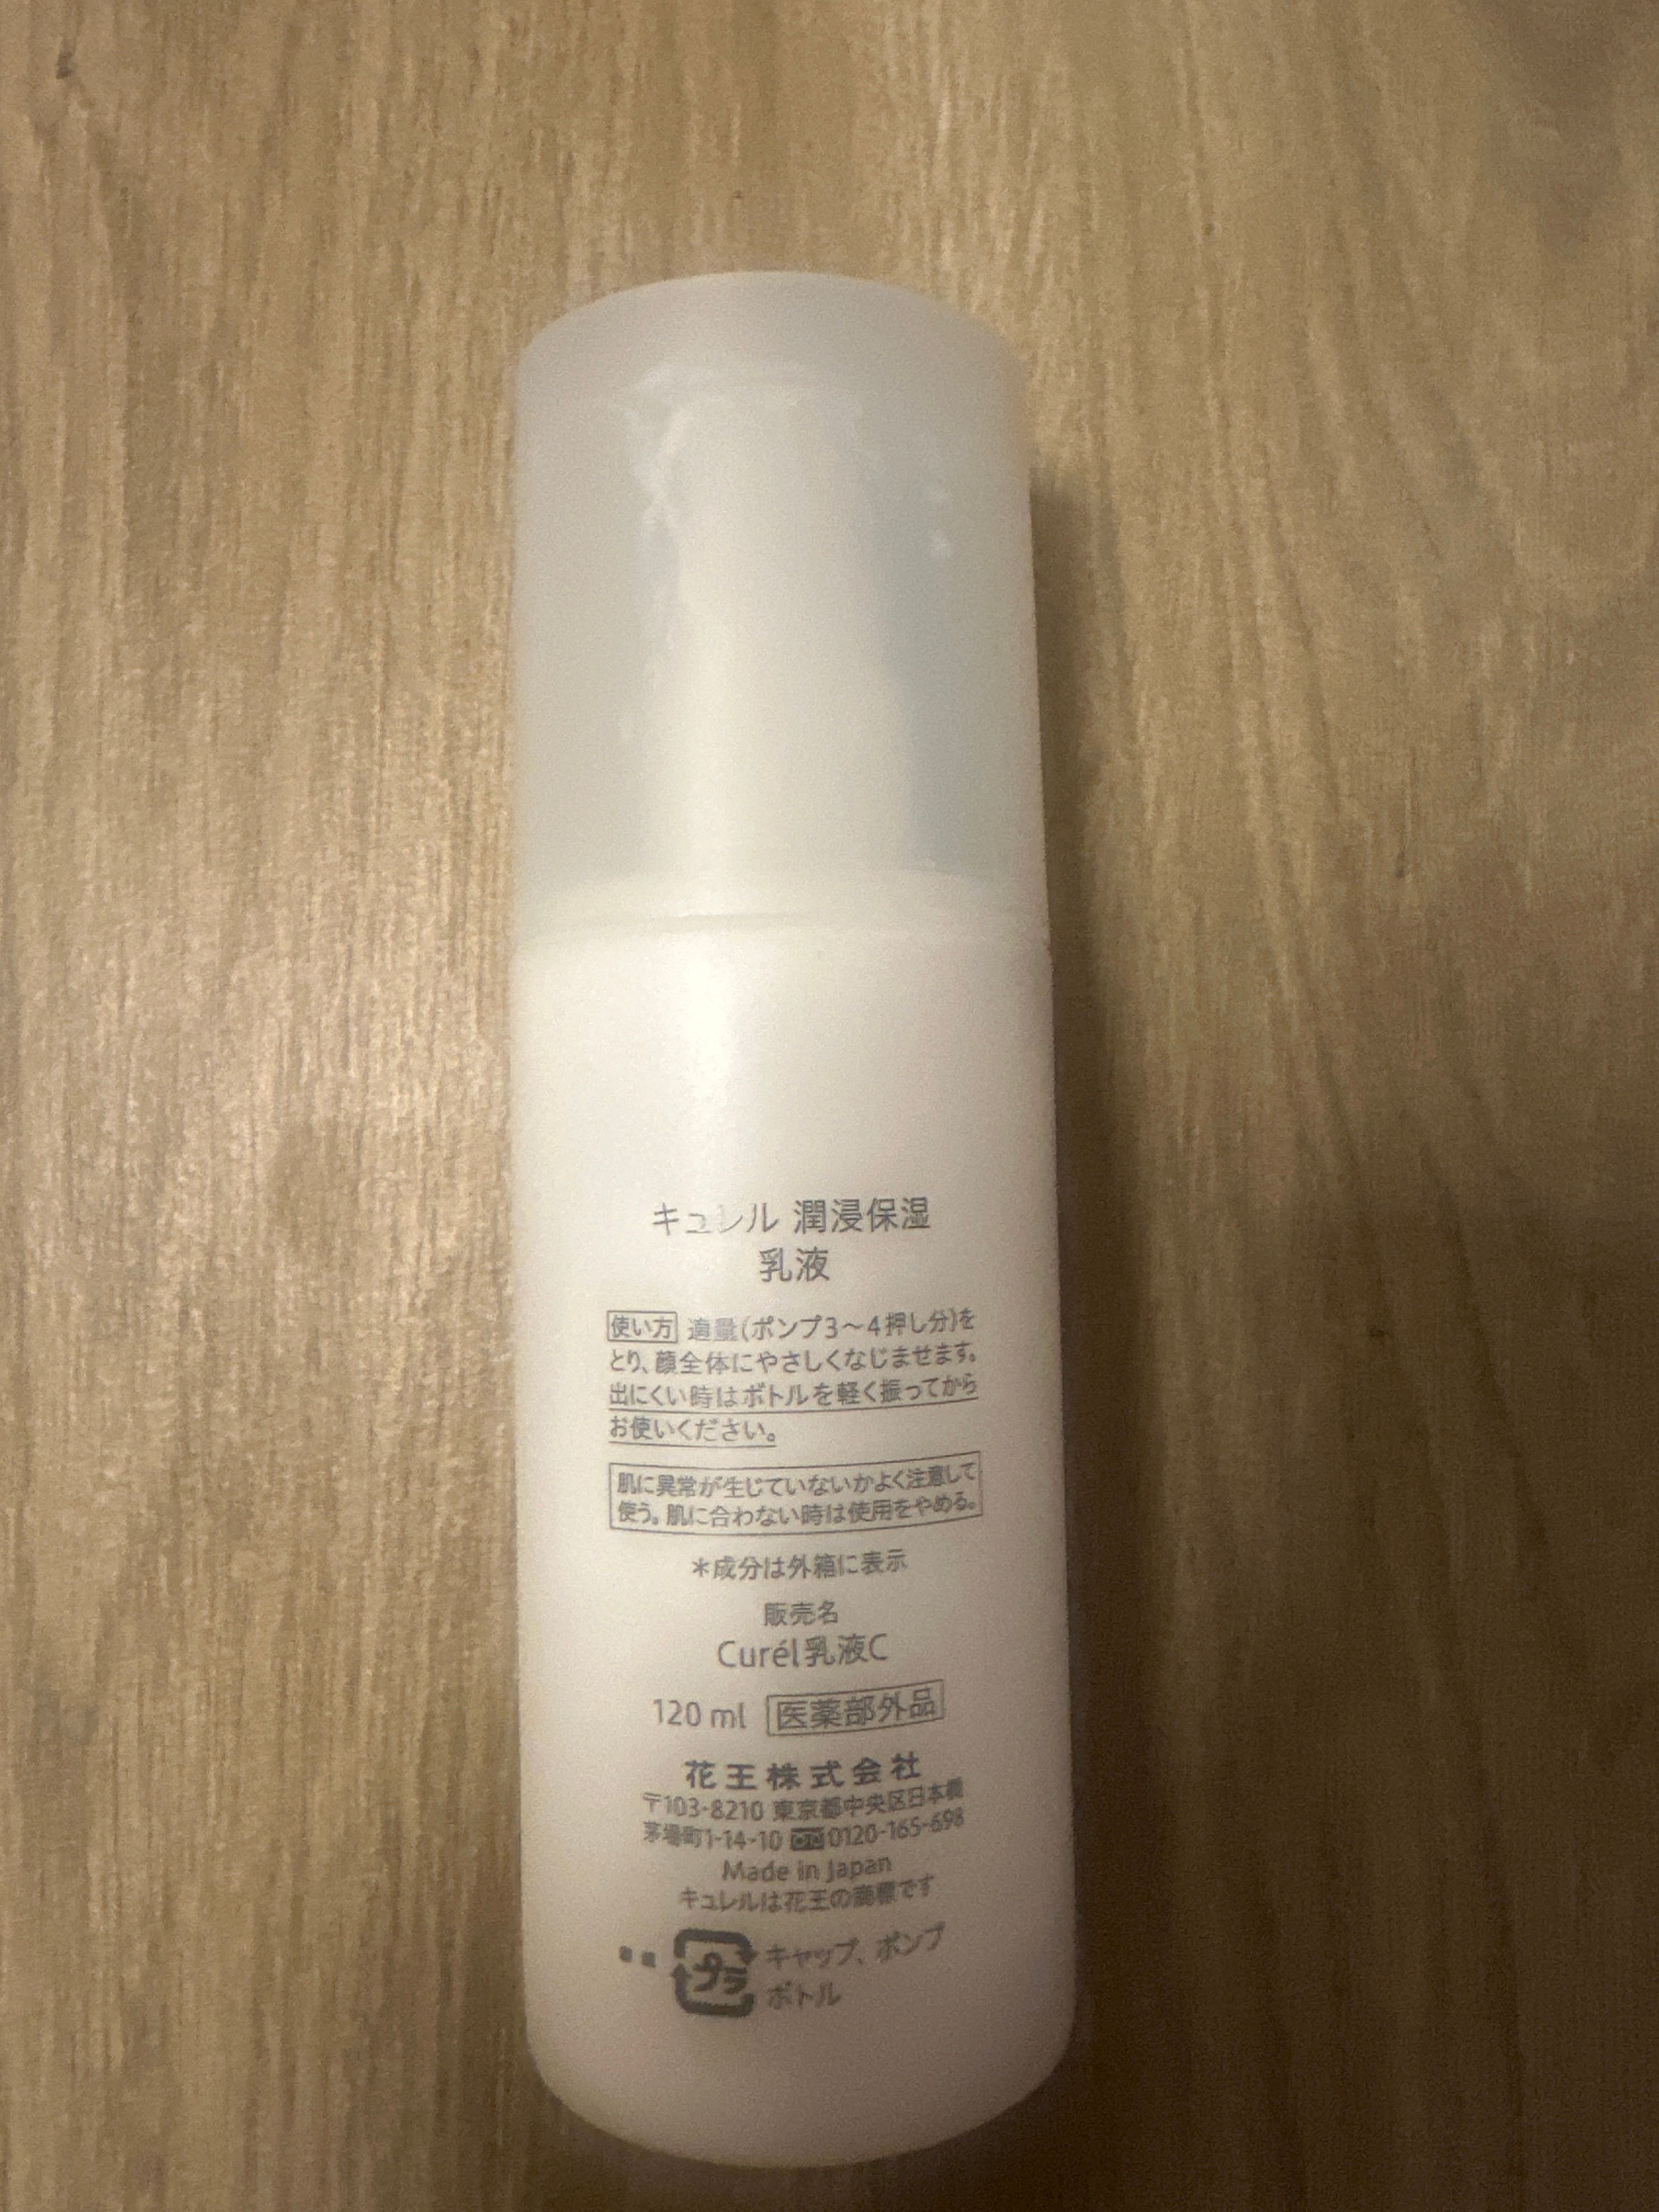 キュレル 潤浸保湿
乳液
使い方 適量(ポンプ3〜4押し分)を
とり、顔全体にやさしくなじませます。
出にくい時はボトルを軽く振ってから
お使いください。
肌に異常が生じていないかよく注意して
使う。肌に合わない時は使用をやめる。
＊成分は外箱に表示
販売名
Curél乳液C
120 ml 医薬部外品
花王株式会社
〒103-8210 東京都中央区日本橋
茅場町1-14-10 0120-165-698
Made in Japan
キュレルは花王の商標です
プラ キャップ、ポンプ
ボトル